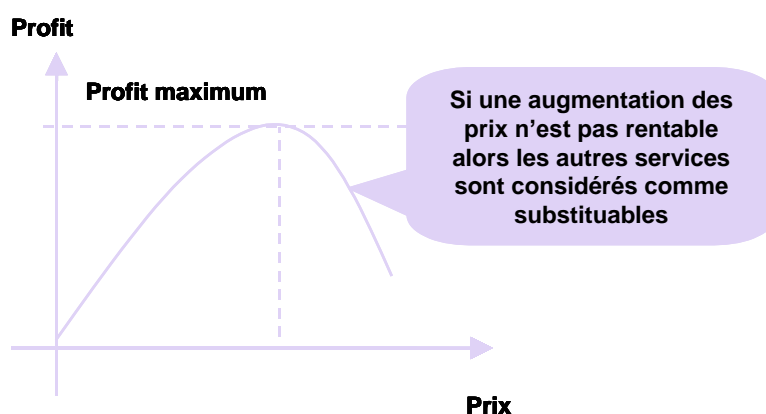 Profit
Profit maximum
Si une augmentation des
prix n'est pas rentable
alors les autres services
sont considérés comme
substituables
Prix